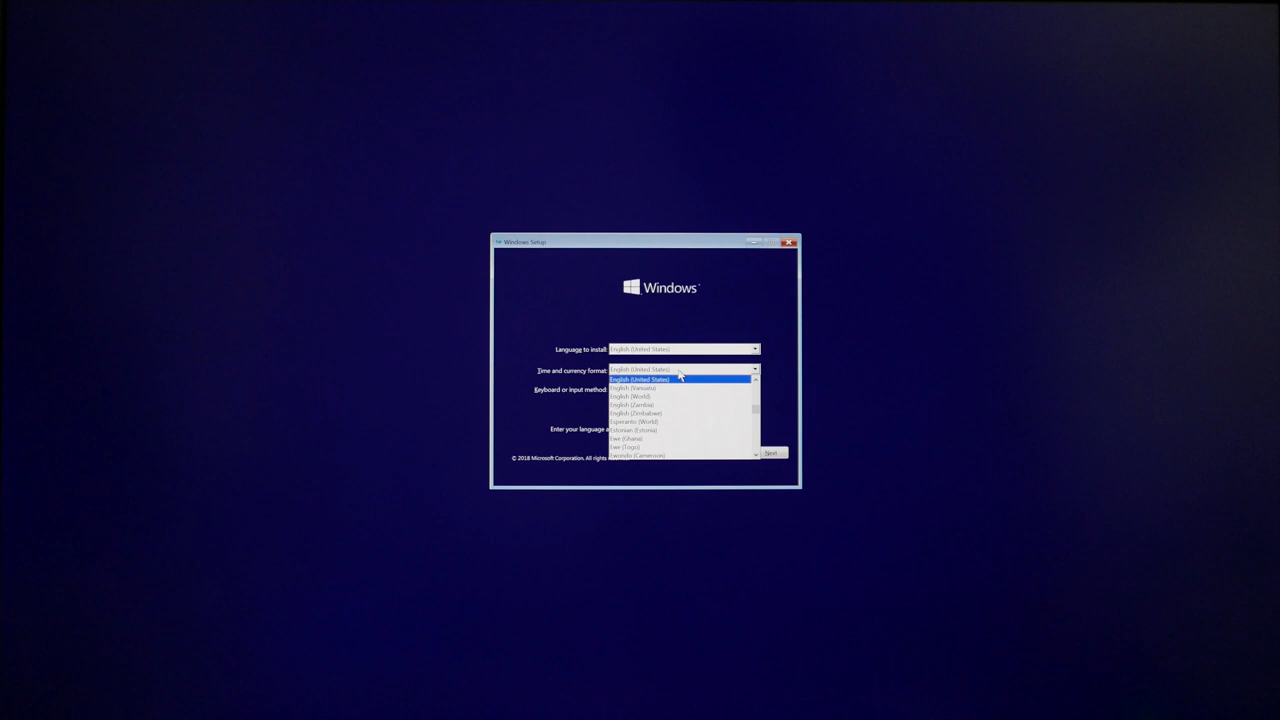 Windows Setup
Windows
Language to install: English (United States)
Time and currency format: English (United States)
English (United States)
English (Vanuatu)
Keyboard or input method:
English (World)
English (Zambia)
English (Zimbabwe)
Esperanto (World)
Enter your language a
Estonian (Estonia)
Ewe (Ghana)
Ewe (Togo)
Next
Ewondo (Cameroon)
© 2018 Microsoft Corporation. All rights